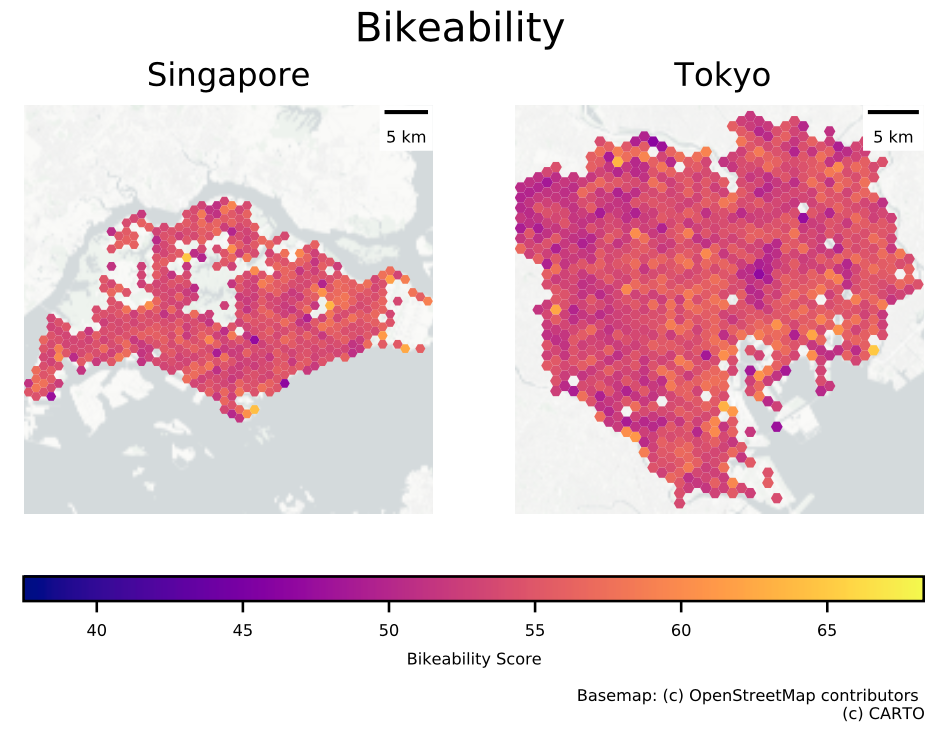 Bikeability
Singapore
Tokyo
5 km
5 km
40 45 50 55 60 65
Bikeability Score
Basemap: (c) OpenStreetMap contributors
(c) CARTO